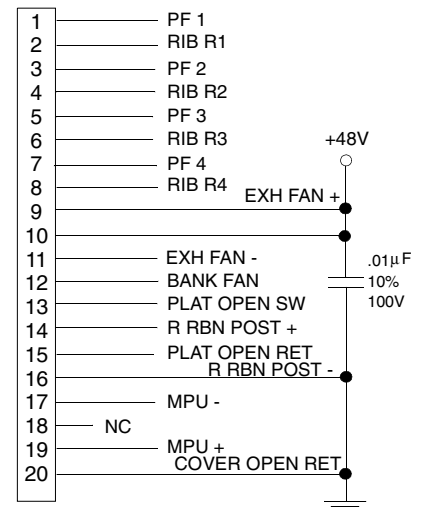 1 PF 1
2 RIB R1
3 PF 2
4 RIB R2
5 PF 3
6 RIB R3
+48V
7 PF 4
8 RIB R4
EXH FAN +
9
10
11 EXH FAN -
.01µF
12 BANK FAN
10%
13 PLAT OPEN SW
100V
14 R RBN POST +
15 PLAT OPEN RET
R RBN POST -
16
17 MPU -
18 NC
19 MPU +
COVER OPEN RET
20